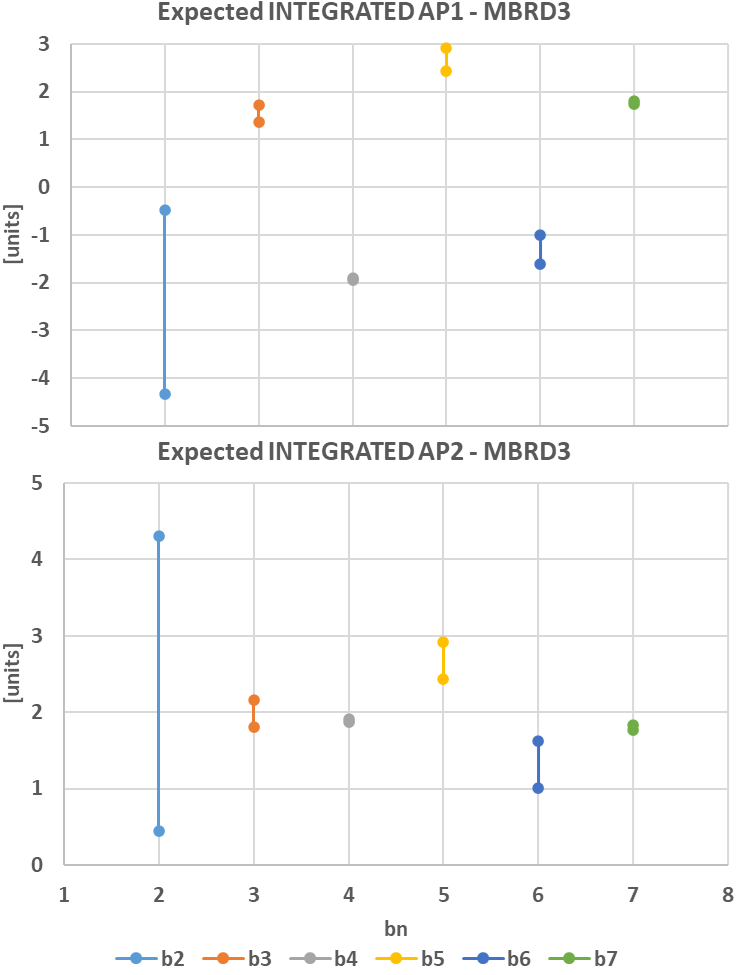 Expected INTEGRATED AP1 - MBRD3
3
2
1
0
-1
-2
-3
-4
-5
[units]
Expected INTEGRATED AP2 - MBRD3
5
4
3
2
1
0
[units]
1 2 3 4 5 6 7 8
bn
b2 b3 b4 b5 b6 b7